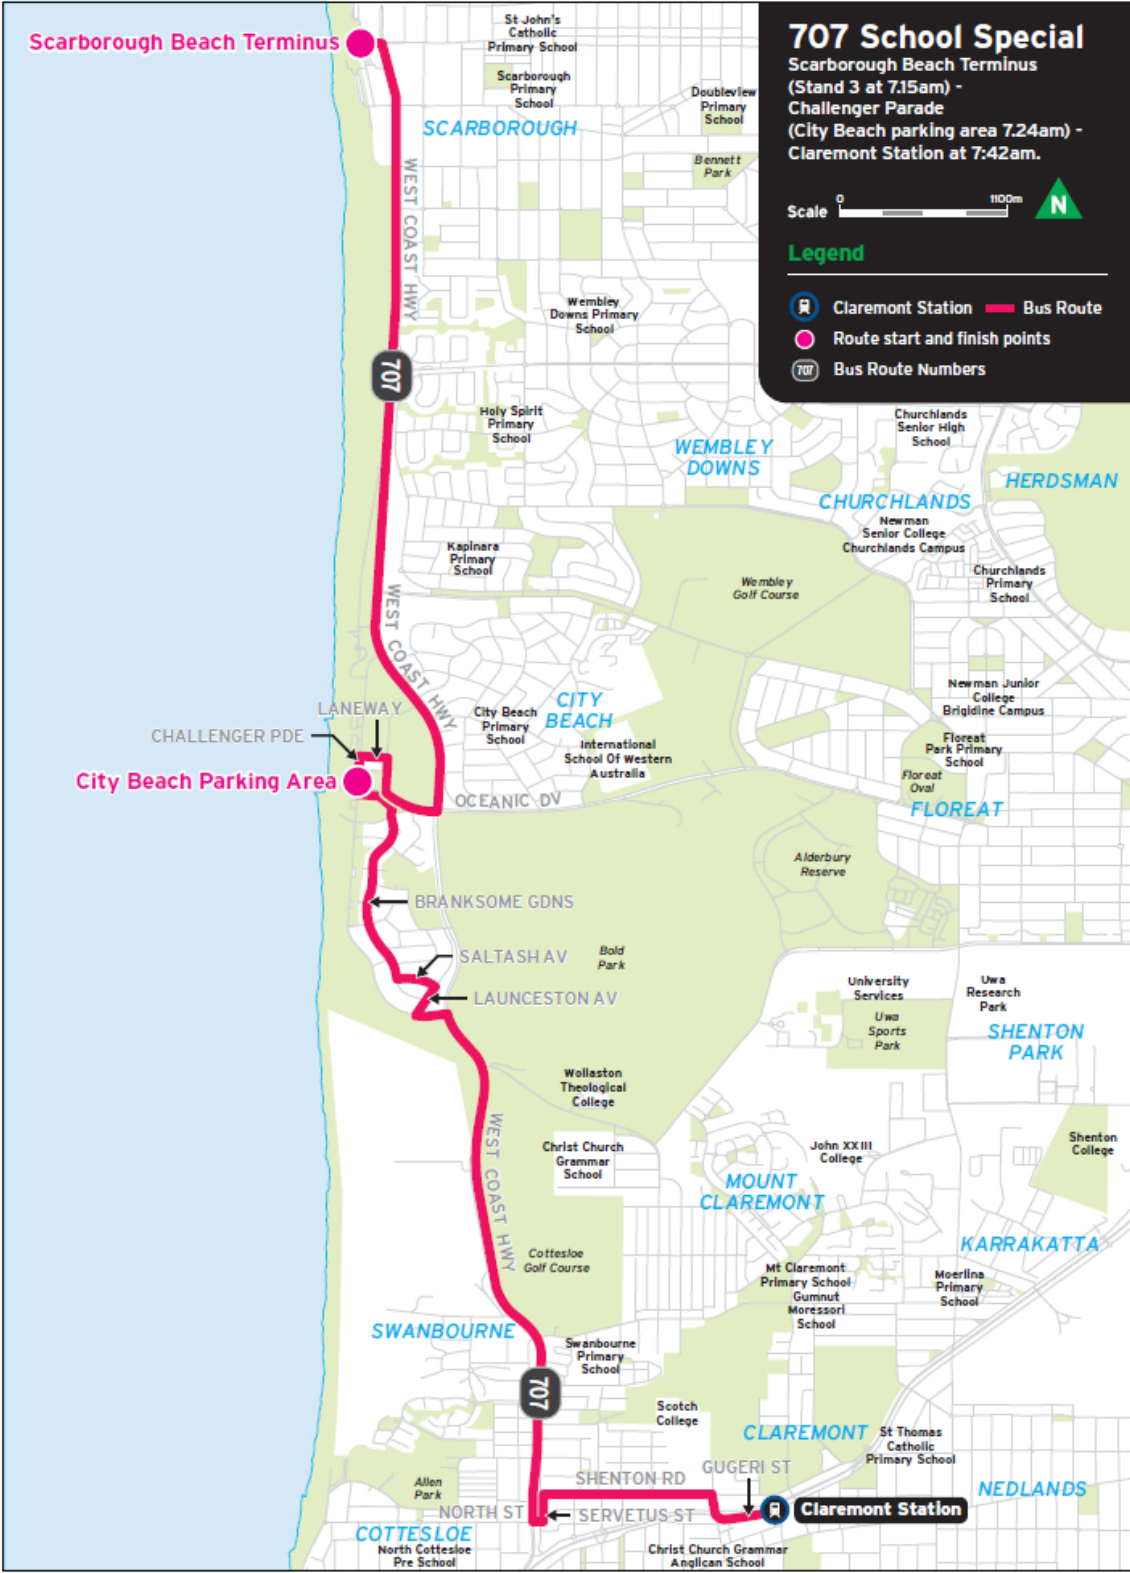 707 School Special
Scarborough Beach Terminus
(Stand 3 at 7.15am) -
Challenger Parade
(City Beach parking area 7.24am) -
Claremont Station at 7:42am.
Scale
0
1100m
N
Legend
Claremont Station
Bus Route
Route start and finish points
707
Bus Route Numbers
Scarborough Beach Terminus
St John's
Catholic
Primary School
Scarborough
Primary
School
Doubleview
Primary
School
SCARBOROUGH
Bennett
Park
WEST COAST HWY
Wembley
Downs Primary
School
707
Holy Spirit
Primary
School
WEMBLEY
DOWNS
Churchlands
Senior High
School
HERDSMAN
CHURCHLANDS
Newman
Senior College
Churchlands Campus
Kapinara
Primary
School
Churchlands
Primary
School
Wembley
Golf Course
WEST COAST HWY
LANEWAY
CHALLENGER PDE
City Beach Parking Area
City Beach
Primary
School
CITY
BEACH
International
School Of Western
Australia
Newman Junior
College
Brigidine Campus
Floreat
Park Primary
School
Floreat
Oval
FLOREAT
OCEANIC DV
Alderbury
Reserve
BRANKSOME GDNS
SALTASH AV
Bold
Park
LAUNCESTON AV
University
Services
Uwa
Research
Park
Uwa
Sports
Park
SHENTON
PARK
Wollaston
Theological
College
WEST COAST HWY
Christ Church
Grammar
School
John XXIII
College
Shenton
College
MOUNT
CLAREMONT
KARRAKATTA
Cottesloe
Golf Course
Mt Claremont
Primary School
Gumnut
Moressori
School
Moerlina
Primary
School
SWANBOURNE
Swanbourne
Primary
School
707
Scotch
College
CLAREMONT
St Thomas
Catholic
Primary School
Allen
Park
SHENTON RD
GUGERI ST
NEDLANDS
NORTH ST
SERVETUS ST
Claremont Station
COTTESLOE
North Cottesloe
Pre School
Christ Church Grammar
Anglican School